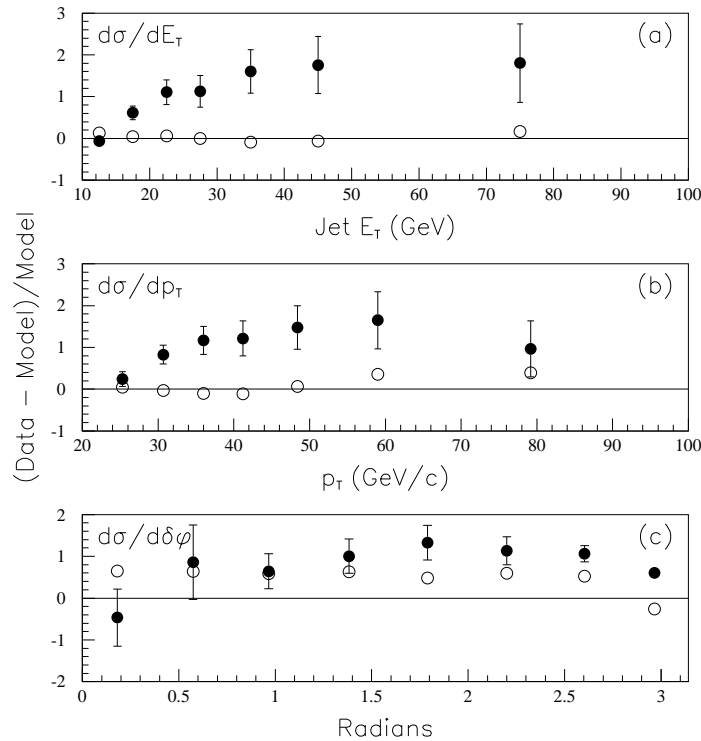 (Data − Model)/Model
dσ/dE_T
(a)
3
2
1
0
-1
10 20 30 40 50 60 70 80 90 100
Jet E_T (GeV)
dσ/dp_T
(b)
3
2
1
0
-1
20 30 40 50 60 70 80 90 100
p_T (GeV/c)
dσ/dδφ
(c)
2
1
0
-1
-2
0 0.5 1 1.5 2 2.5 3
Radians